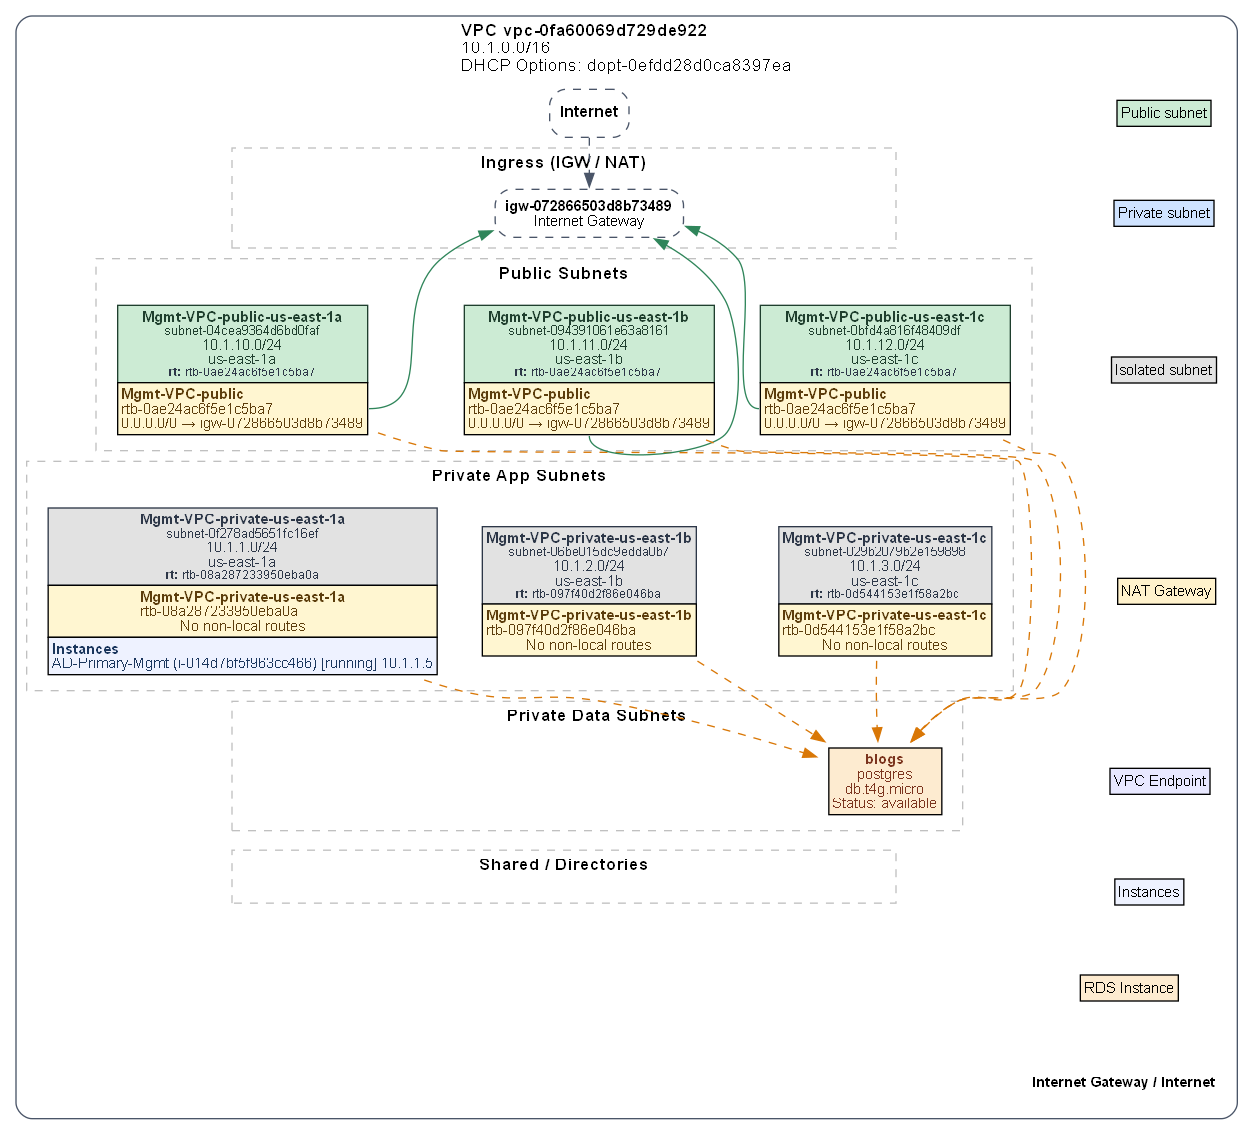 VPC vpc-0fa60069d729de922
10.1.0.0/16
DHCP Options: dopt-0efdd28d0ca8397ea
Internet
Ingress (IGW / NAT)
igw-072866503d8b73489
Internet Gateway
Public Subnets
Mgmt-VPC-public-us-east-1a
subnet-04cea9364d6bd0faf
10.1.10.0/24
us-east-1a
rt: rtb-0ae24ac6f5e1c5ba7
Mgmt-VPC-public
rtb-0ae24ac6f5e1c5ba7
0.0.0.0/0 → igw-072866503d8b73489
Mgmt-VPC-public-us-east-1b
subnet-094391061e63a8161
10.1.11.0/24
us-east-1b
rt: rtb-0ae24ac6f5e1c5ba7
Mgmt-VPC-public
rtb-0ae24ac6f5e1c5ba7
0.0.0.0/0 → igw-072866503d8b73489
Mgmt-VPC-public-us-east-1c
subnet-0bfd4a816f48409df
10.1.12.0/24
us-east-1c
rt: rtb-0ae24ac6f5e1c5ba7
Mgmt-VPC-public
rtb-0ae24ac6f5e1c5ba7
0.0.0.0/0 → igw-072866503d8b73489
Private App Subnets
Mgmt-VPC-private-us-east-1a
subnet-0f278ad5651fc16ef
10.1.1.0/24
us-east-1a
rt: rtb-08a287233950eba0a
Mgmt-VPC-private-us-east-1a
rtb-08a287233950eba0a
No non-local routes
Instances
AD-Primary-Mgmt (i-014d7bf5f963cc466) [running] 10.1.1.5
Mgmt-VPC-private-us-east-1b
subnet-06be015dc9edda0b7
10.1.2.0/24
us-east-1b
rt: rtb-097f40d2f86e046ba
Mgmt-VPC-private-us-east-1b
rtb-097f40d2f86e046ba
No non-local routes
Mgmt-VPC-private-us-east-1c
subnet-029b2079b2e159898
10.1.3.0/24
us-east-1c
rt: rtb-0d544153e1f58a2bc
Mgmt-VPC-private-us-east-1c
rtb-0d544153e1f58a2bc
No non-local routes
Private Data Subnets
blogs
postgres
db.t4g.micro
Status: available
Shared / Directories
Public subnet
Private subnet
Isolated subnet
NAT Gateway
VPC Endpoint
Instances
RDS Instance
Internet Gateway / Internet